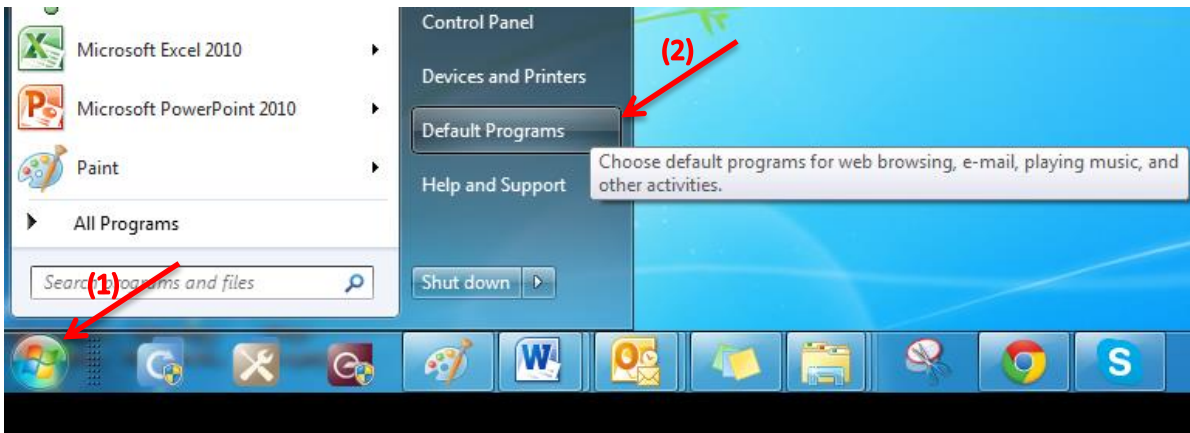 Microsoft Excel 2010
Microsoft PowerPoint 2010
Paint
All Programs
Search programs and files
(1)
Control Panel
Devices and Printers
Default Programs
Help and Support
Shut down
(2)
Choose default programs for web browsing, e-mail, playing music, and
other activities.